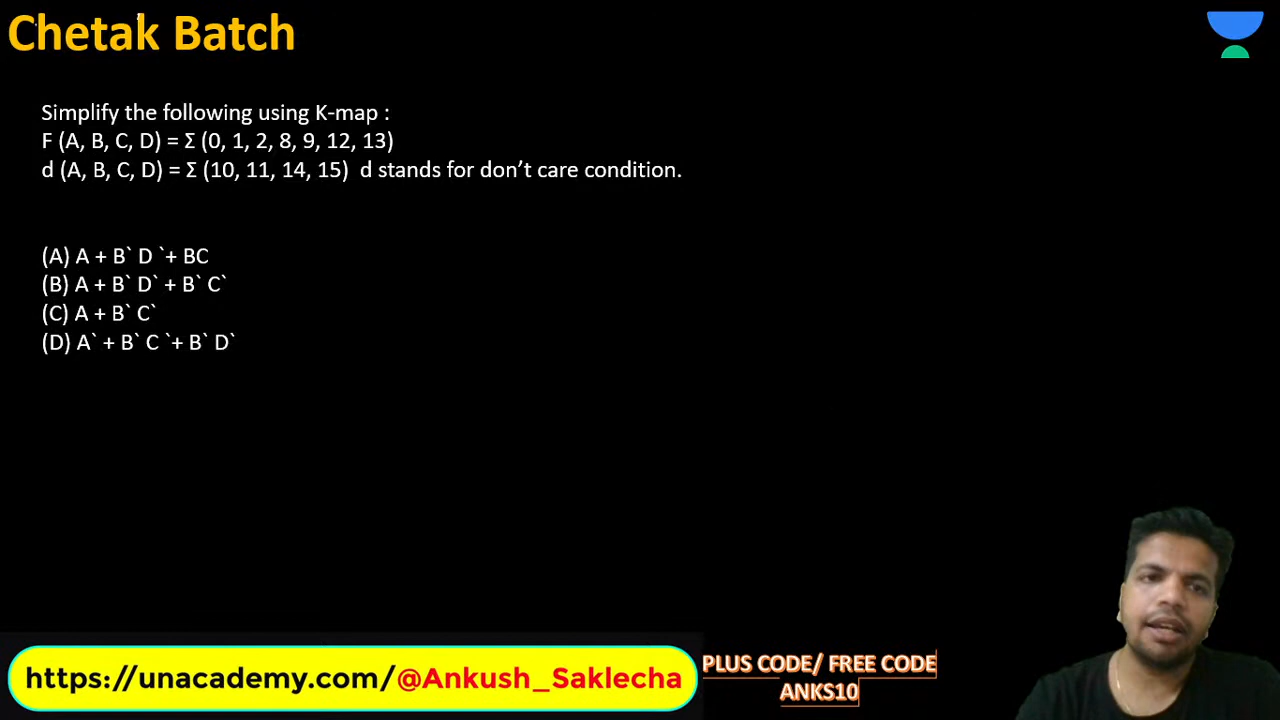 Chetak Batch
Simplify the following using K-map :
F (A, B, C, D) = Σ (0, 1, 2, 8, 9, 12, 13)
d (A, B, C, D) = Σ (10, 11, 14, 15)  d stands for don’t care condition.
(A) A + B` D `+ BC
(B) A + B` D` + B` C`
(C) A + B` C`
(D) A` + B` C `+ B` D`
https://unacademy.com/@Ankush_Saklecha
PLUS CODE/ FREE CODE
ANKS10